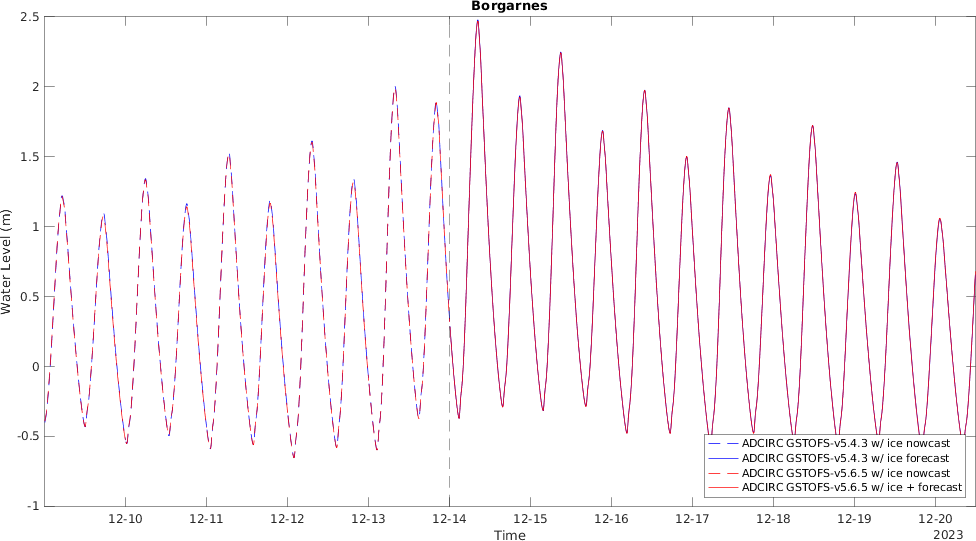 Borgarnes
Water Level (m)
2.5
2
1.5
1
0.5
0
-0.5
-1
ADCIRC GSTOFS-v5.4.3 w/ ice nowcast
ADCIRC GSTOFS-v5.4.3 w/ ice forecast
ADCIRC GSTOFS-v5.6.5 w/ ice nowcast
ADCIRC GSTOFS-v5.6.5 w/ ice + forecast
12-10 12-11 12-12 12-13 12-14 12-15 12-16 12-17 12-18 12-19 12-20
Time
2023